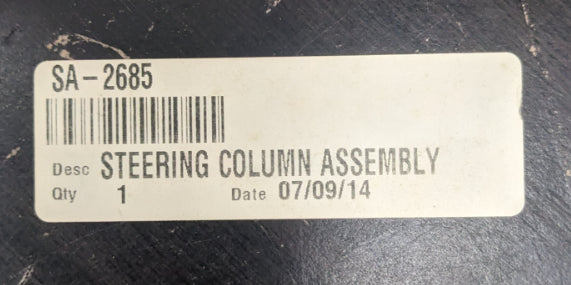 SA-2685
Desc STEERING COLUMN ASSEMBLY
Qty 1 Date 07/09/14